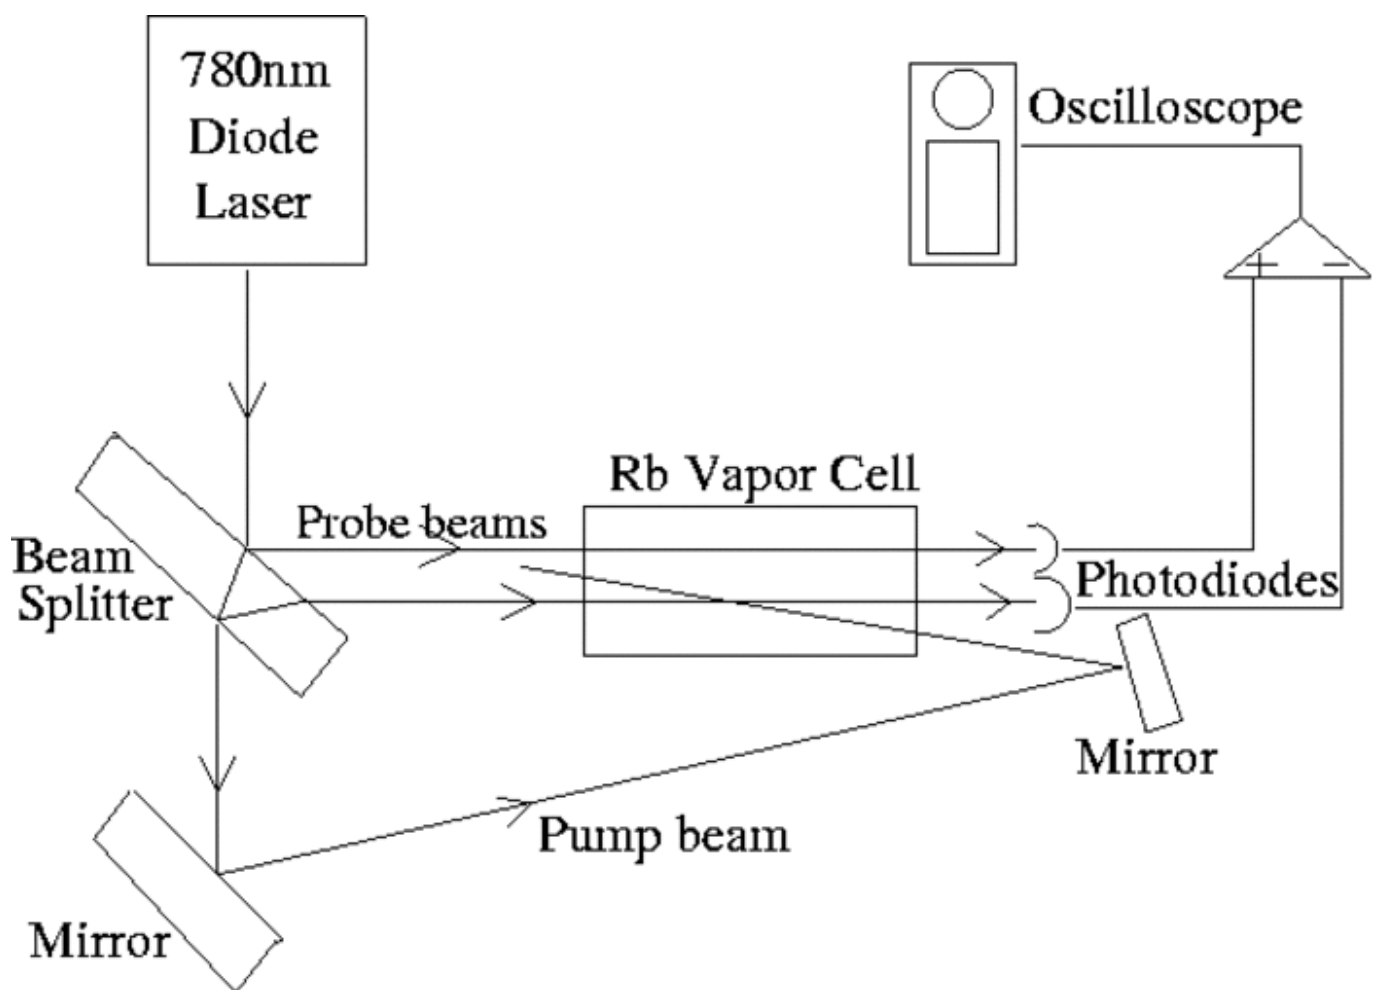 780nm
Diode
Laser
Oscilloscope
+ −
Rb Vapor Cell
Probe beams
Beam
Splitter
Photodiodes
Mirror
Pump beam
Mirror